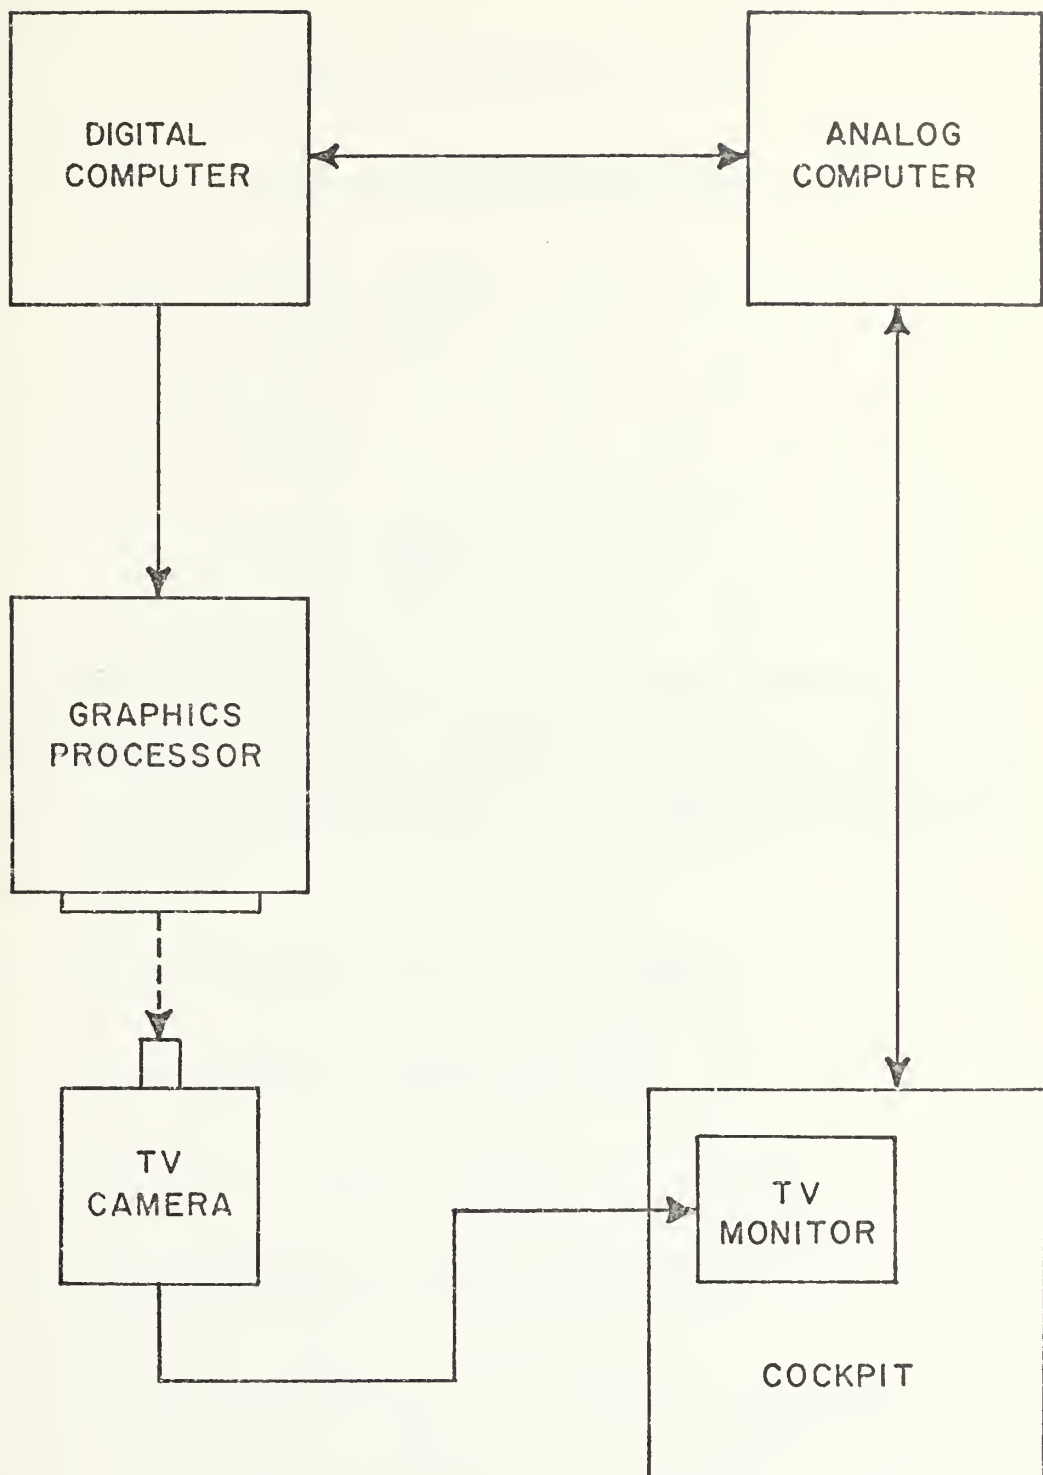 DIGITAL
COMPUTER
ANALOG
COMPUTER
GRAPHICS
PROCESSOR
TV
CAMERA
TV
MONITOR
COCKPIT